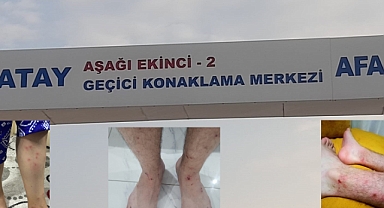 ATAY AŞAĞI EKİNCİ - 2
GEÇİCİ KONAKLAMA MERKEZİ AFA